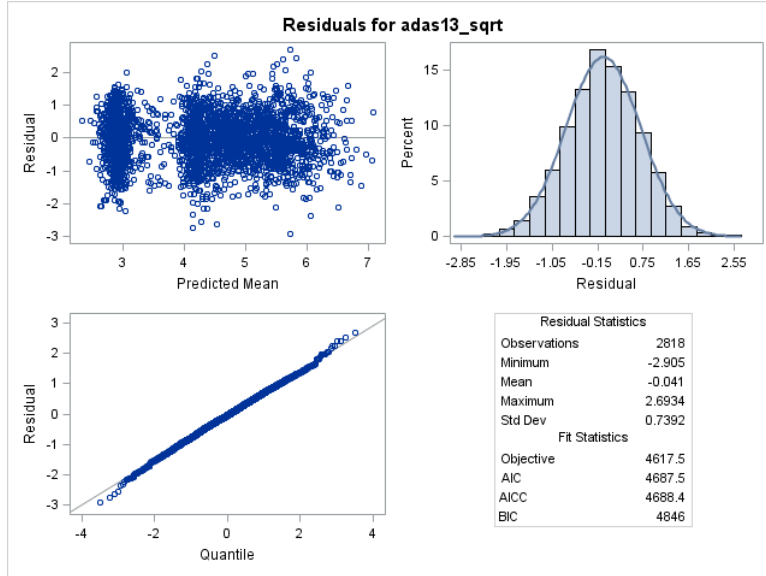 Residuals for adas13_sqrt
2
1
0
-1
-2
-3
Residual
3 4 5 6 7
Predicted Mean
15
10
5
0
Percent
-2.85 -1.95 -1.05 -0.15 0.75 1.65 2.55
Residual
3
2
1
0
-1
-2
-3
Residual
-4 -2 0 2 4
Quantile
Residual Statistics
Observations 2818
Minimum -2.905
Mean -0.041
Maximum 2.6934
Std Dev 0.7392
Fit Statistics
Objective 4617.5
AIC 4687.5
AICC 4688.4
BIC 4846